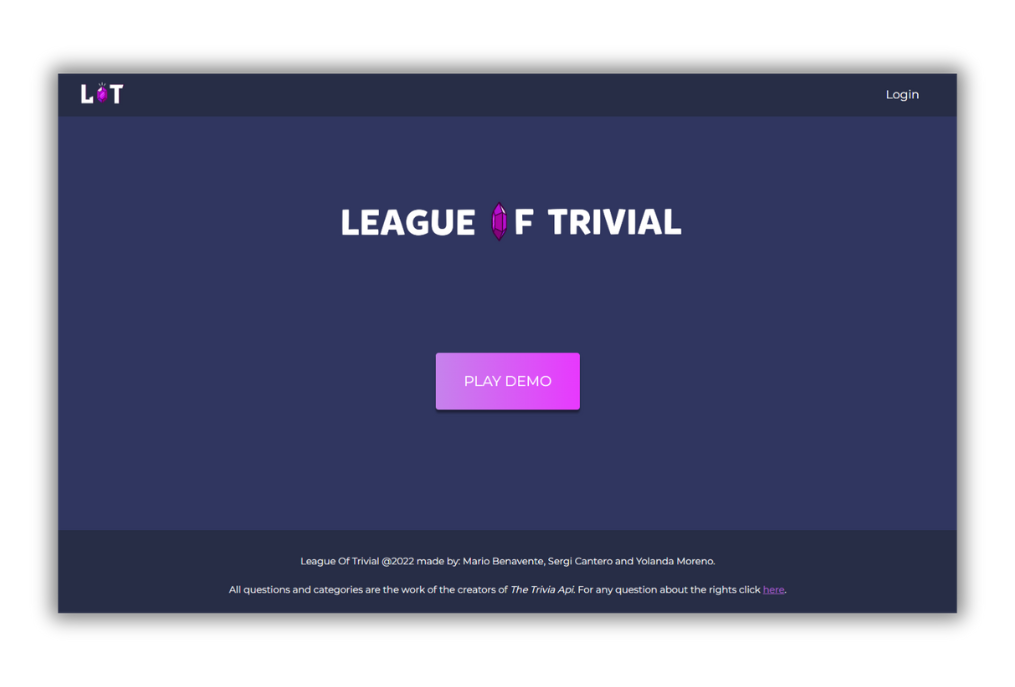 L T
Login
LEAGUE F TRIVIAL
PLAY DEMO
League Of Trivial @2022 made by: Mario Benavente, Sergi Cantero and Yolanda Moreno.
All questions and categories are the work of the creators of The Trivia Api. For any question about the rights click here.